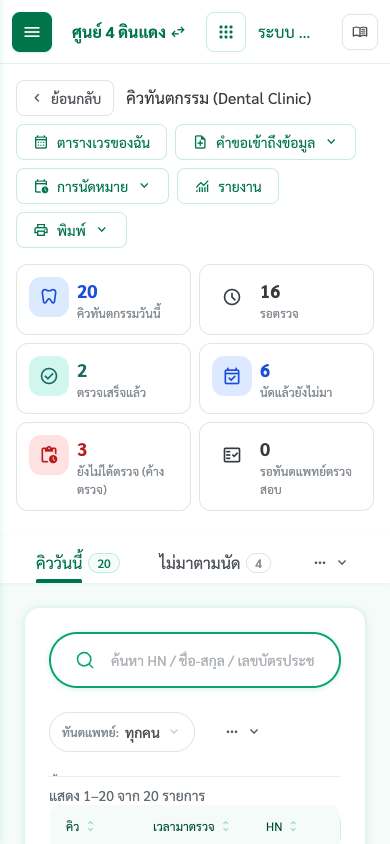 ศูนย์ 4 ดินแดง
ระบบ ...
ย้อนกลับ
คิวทันตกรรม (Dental Clinic)
ตารางเวรของฉัน
คำขอเข้าถึงข้อมูล
การนัดหมาย
รายงาน
พิมพ์
20
คิวทันตกรรมวันนี้
16
รอตรวจ
2
ตรวจเสร็จแล้ว
6
นัดแล้วยังไม่มา
3
ยังไม่ได้ตรวจ (ค้าง
ตรวจ)
0
รอทันตแพทย์ตรวจ
สอบ
คิววันนี้ 20
ไม่มาตามนัด 4
...
ค้นหา HN / ชื่อ-สกุล / เลขบัตรประช
ทันตแพทย์: ทุกคน
...
แสดง 1–20 จาก 20 รายการ
คิว
เวลามาตรวจ
HN